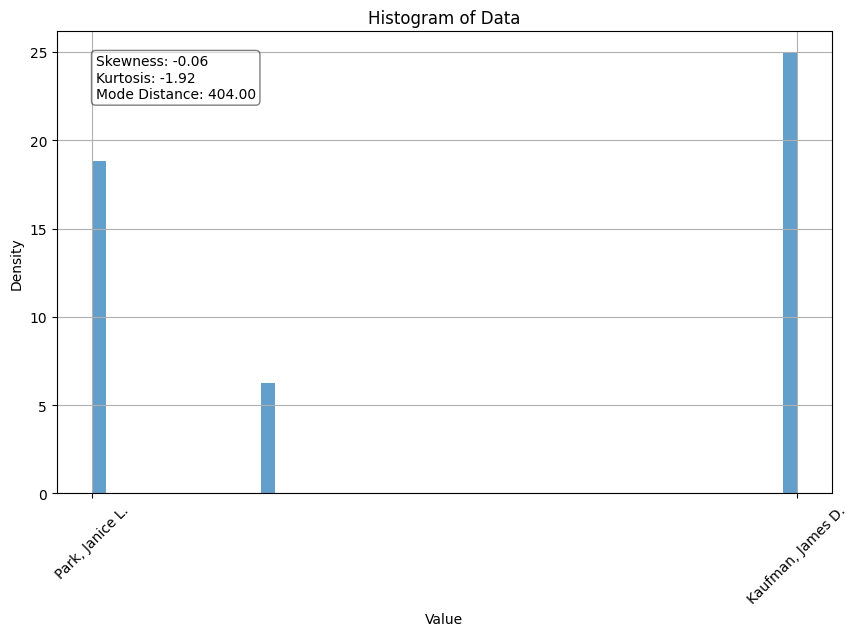 Histogram of Data
Skewness: -0.06
Kurtosis: -1.92
Mode Distance: 404.00
25
20
15
10
5
0
Density
Park, Janice L.
Kaufman, James D.
Value